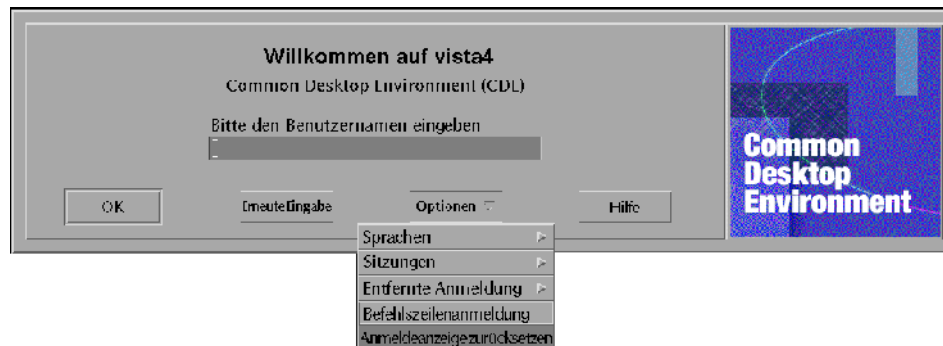 Willkommen auf vista4
Common Desktop Environment (CDE)
Bitte den Benutzernamen eingeben
OK
Erneute Eingabe
Optionen
Hilfe
Sprachen
Sitzungen
Entfernte Anmeldung
Befehlszeilenanmeldung
Anmeldeanzeige zurücksetzen
Common
Desktop
Environment